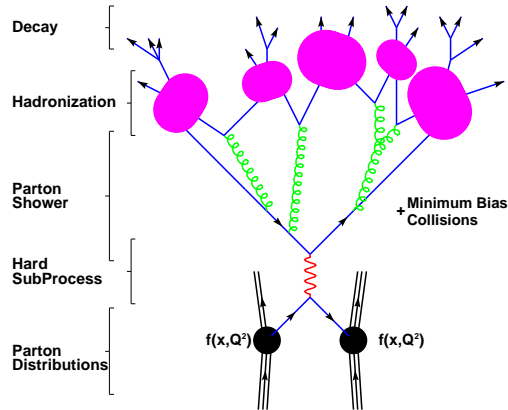 Decay
Hadronization
Parton
Shower
+ Minimum Bias
Collisions
Hard
SubProcess
f(x,Q²)
f(x,Q²)
Parton
Distributions